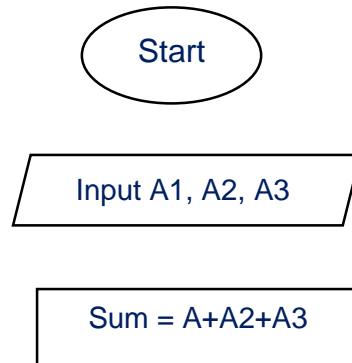 Start
Input A1, A2, A3
Sum = A+A2+A3